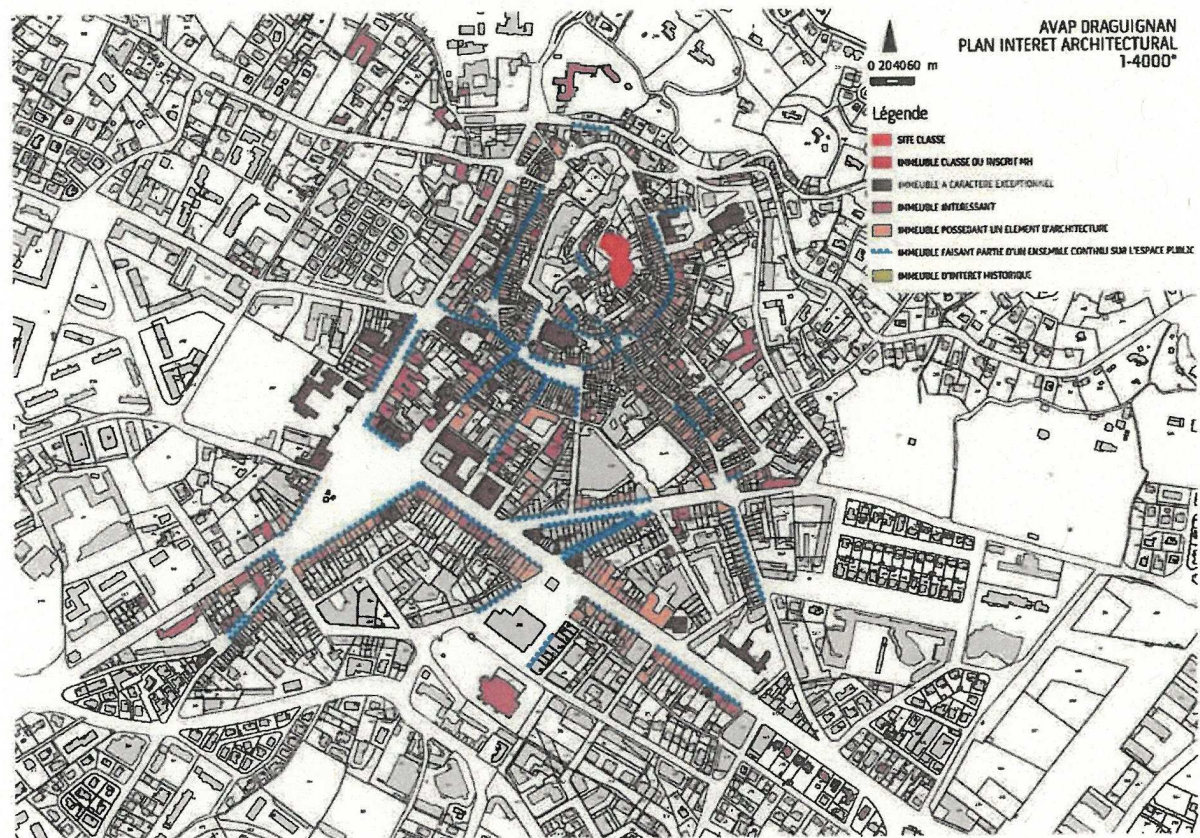 AVAP DRAGUIGNAN
PLAN INTERET ARCHITECTURAL
1-4000°
0 204060 m
Légende
SITE CLASSE
IMMEUBLE CLASSE OU INSCRIT MH
IMMEUBLE A CARACTERE EXCEPTIONNEL
IMMEUBLE INTERESSANT
IMMEUBLE POSSEDANT UN ELEMENT D'ARCHITECTURE
IMMEUBLE FAISANT PARTIE D'UN ENSEMBLE CONTINU SUR L'ESPACE PUBLIC
IMMEUBLE D'INTERET HISTORIQUE